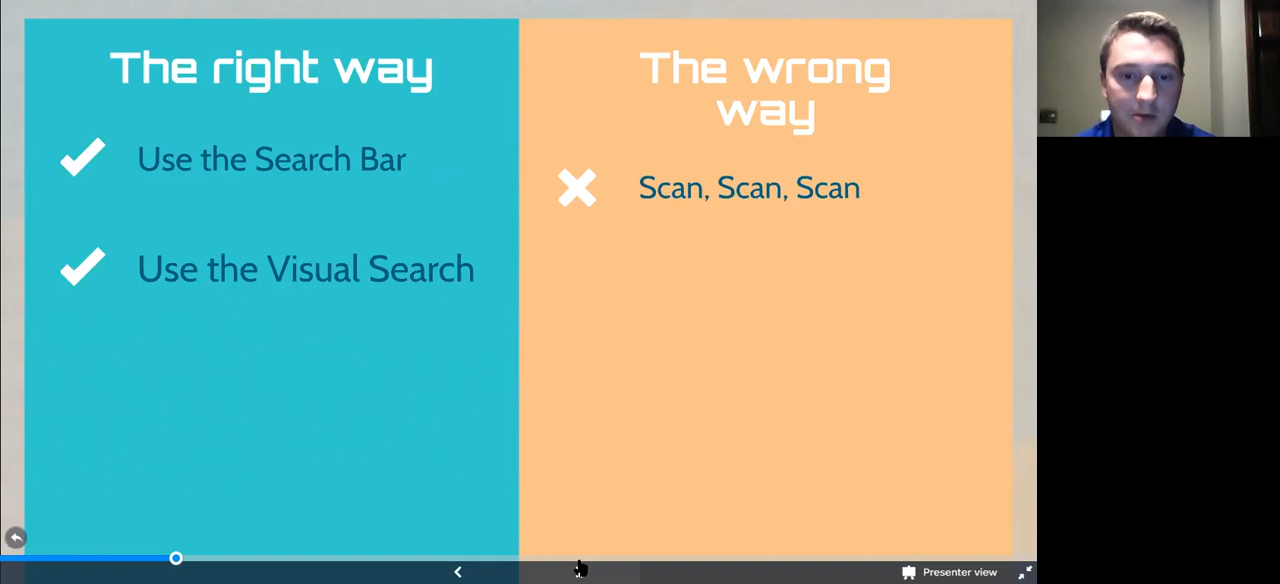 The right way
Use the Search Bar
Use the Visual Search
The wrong
way
Scan, Scan, Scan
Presenter view